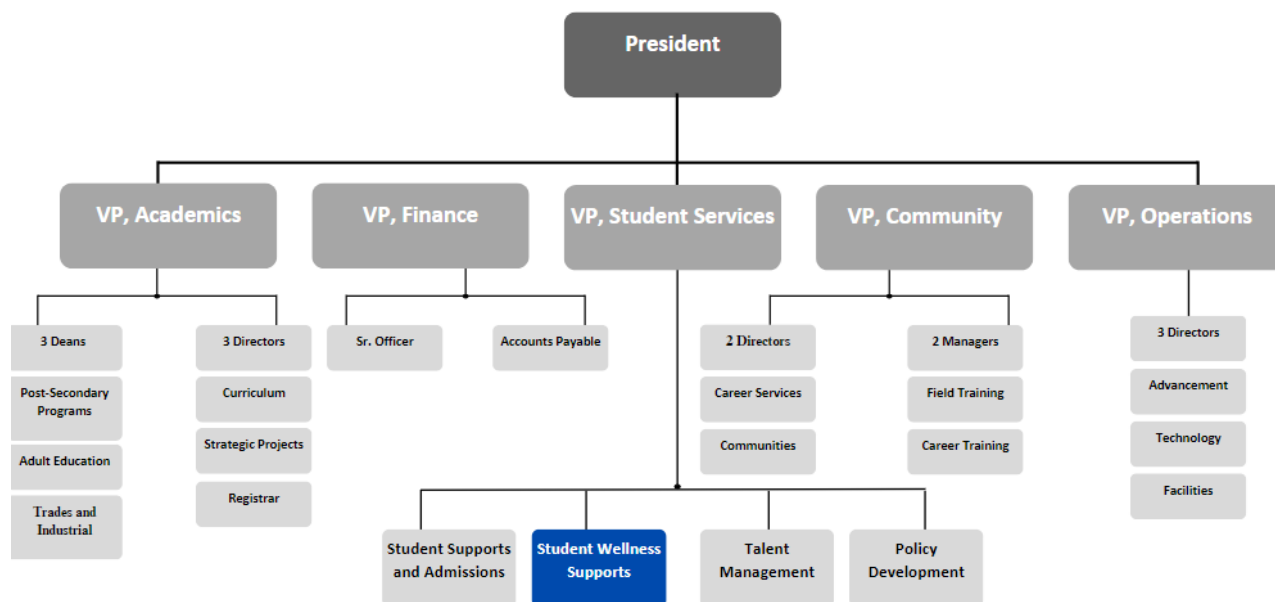 President
VP, Academics
VP, Finance
VP, Student Services
VP, Community
VP, Operations
3 Deans
Post-Secondary
Programs
Adult Education
Trades and
Industrial
3 Directors
Curriculum
Strategic Projects
Registrar
Sr. Officer
Accounts Payable
2 Directors
Career Services
Communities
2 Managers
Field Training
Career Training
3 Directors
Advancement
Technology
Facilities
Student Supports
and Admissions
Student Wellness
Supports
Talent
Management
Policy
Development